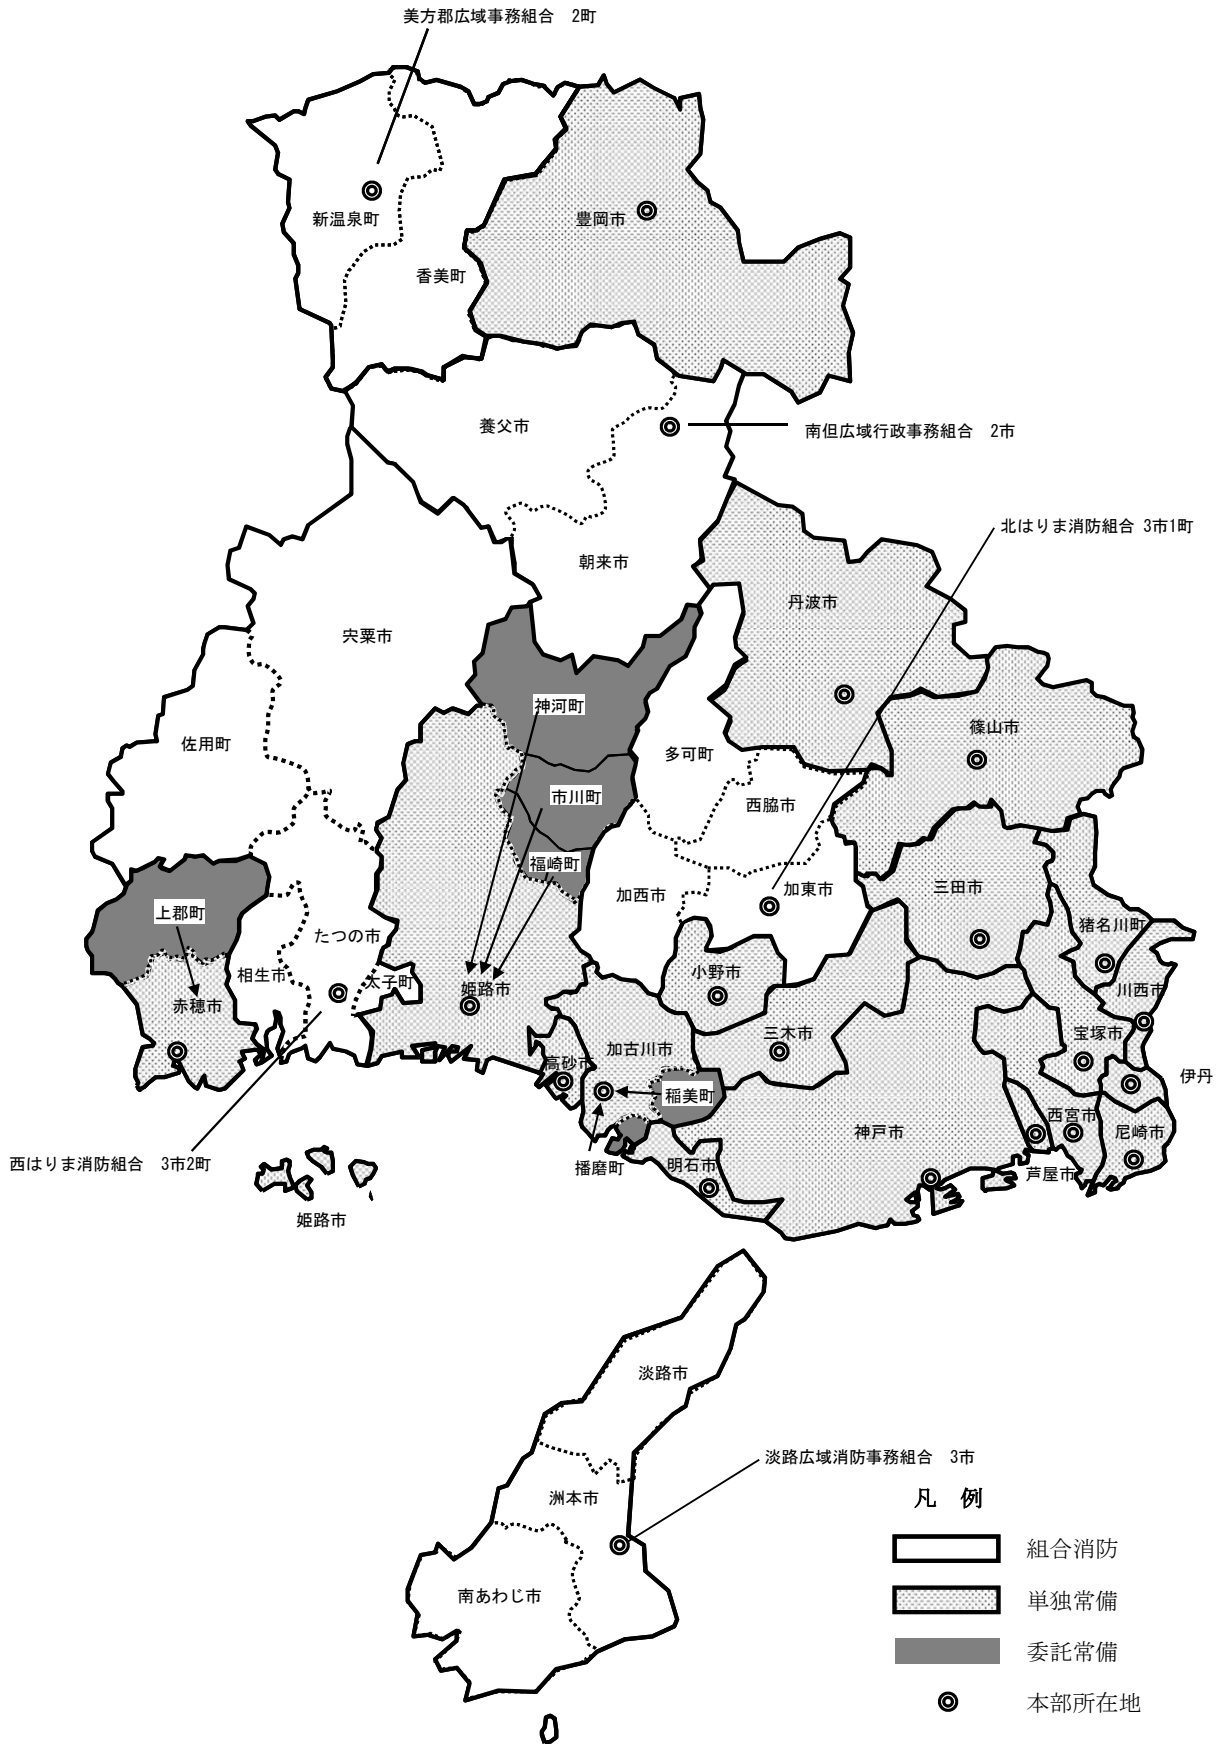 美方郡広域事務組合　2町
新温泉町
豊岡市
香美町
養父市
南但広域行政事務組合　2市
北はりま消防組合 3市1町
朝来市
丹波市
宍粟市
神河町
篠山市
佐用町
多可町
市川町
西脇市
福崎町
加西市
加東市
三田市
上郡町
たつの市
猪名川町
相生市
太子町
姫路市
小野市
川西市
赤穂市
三木市
宝塚市
加古川市
高砂市
伊丹
稲美町
西宮市
神戸市
尼崎市
西はりま消防組合　3市2町
播磨町
明石市
芦屋市
姫路市
淡路市
淡路広域消防事務組合　3市
洲本市
南あわじ市
凡　例
組合消防
単独常備
委託常備
本部所在地